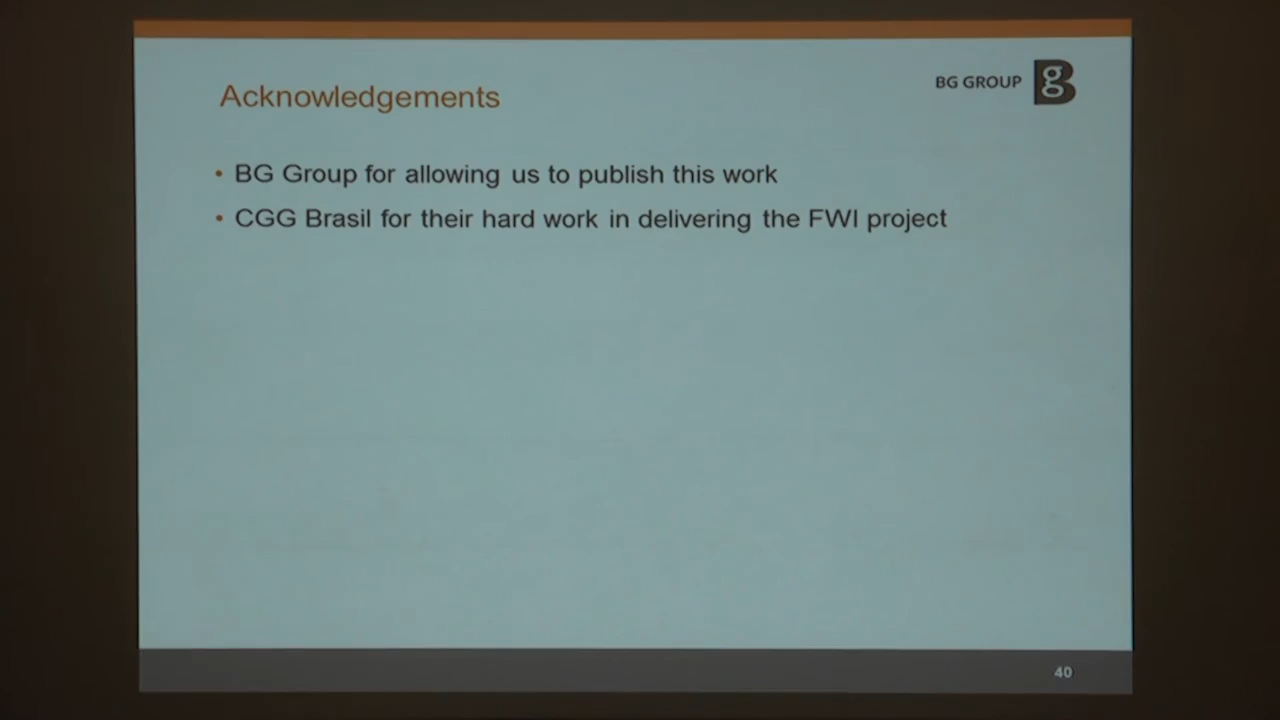 BG GROUP
Acknowledgements
• BG Group for allowing us to publish this work
• CGG Brasil for their hard work in delivering the FWI project
40